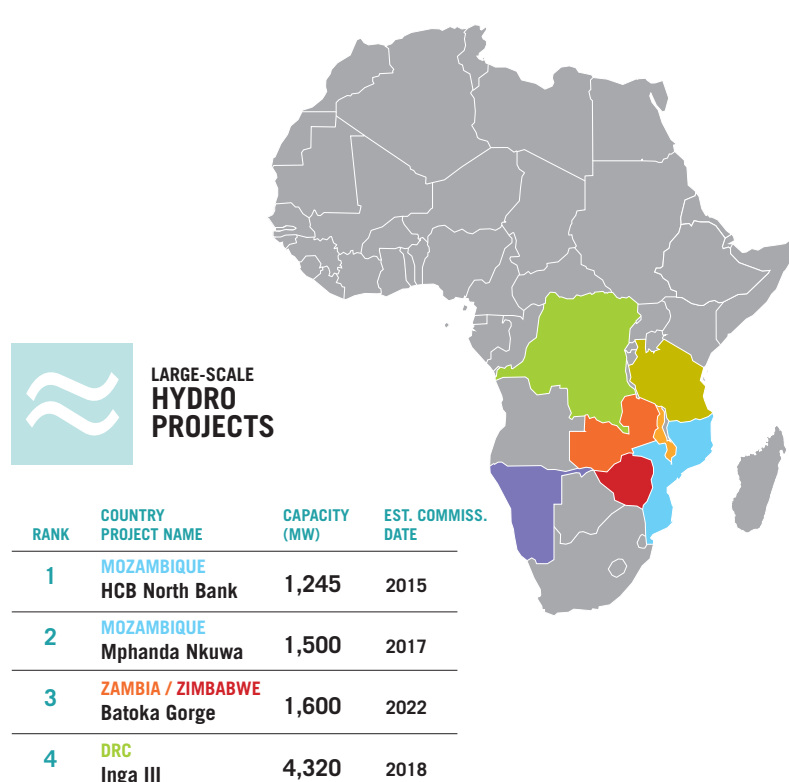 LARGE-SCALE
HYDRO
PROJECTS
RANK COUNTRY PROJECT NAME CAPACITY (MW) EST. COMMISS. DATE
1 MOZAMBIQUE
HCB North Bank 1,245 2015
2 MOZAMBIQUE
Mphanda Nkuwa 1,500 2017
3 ZAMBIA / ZIMBABWE
Batoka Gorge 1,600 2022
4 DRC
Inga III 4,320 2018